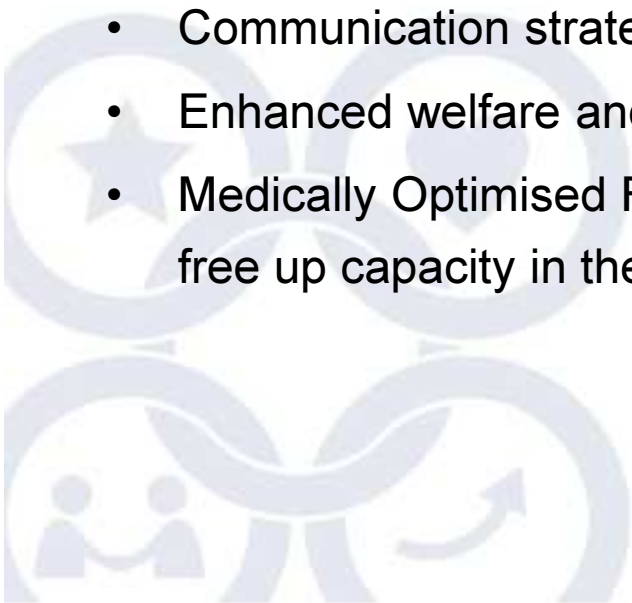 • Communication strate
• Enhanced welfare and
• Medically Optimised
free up capacity in the